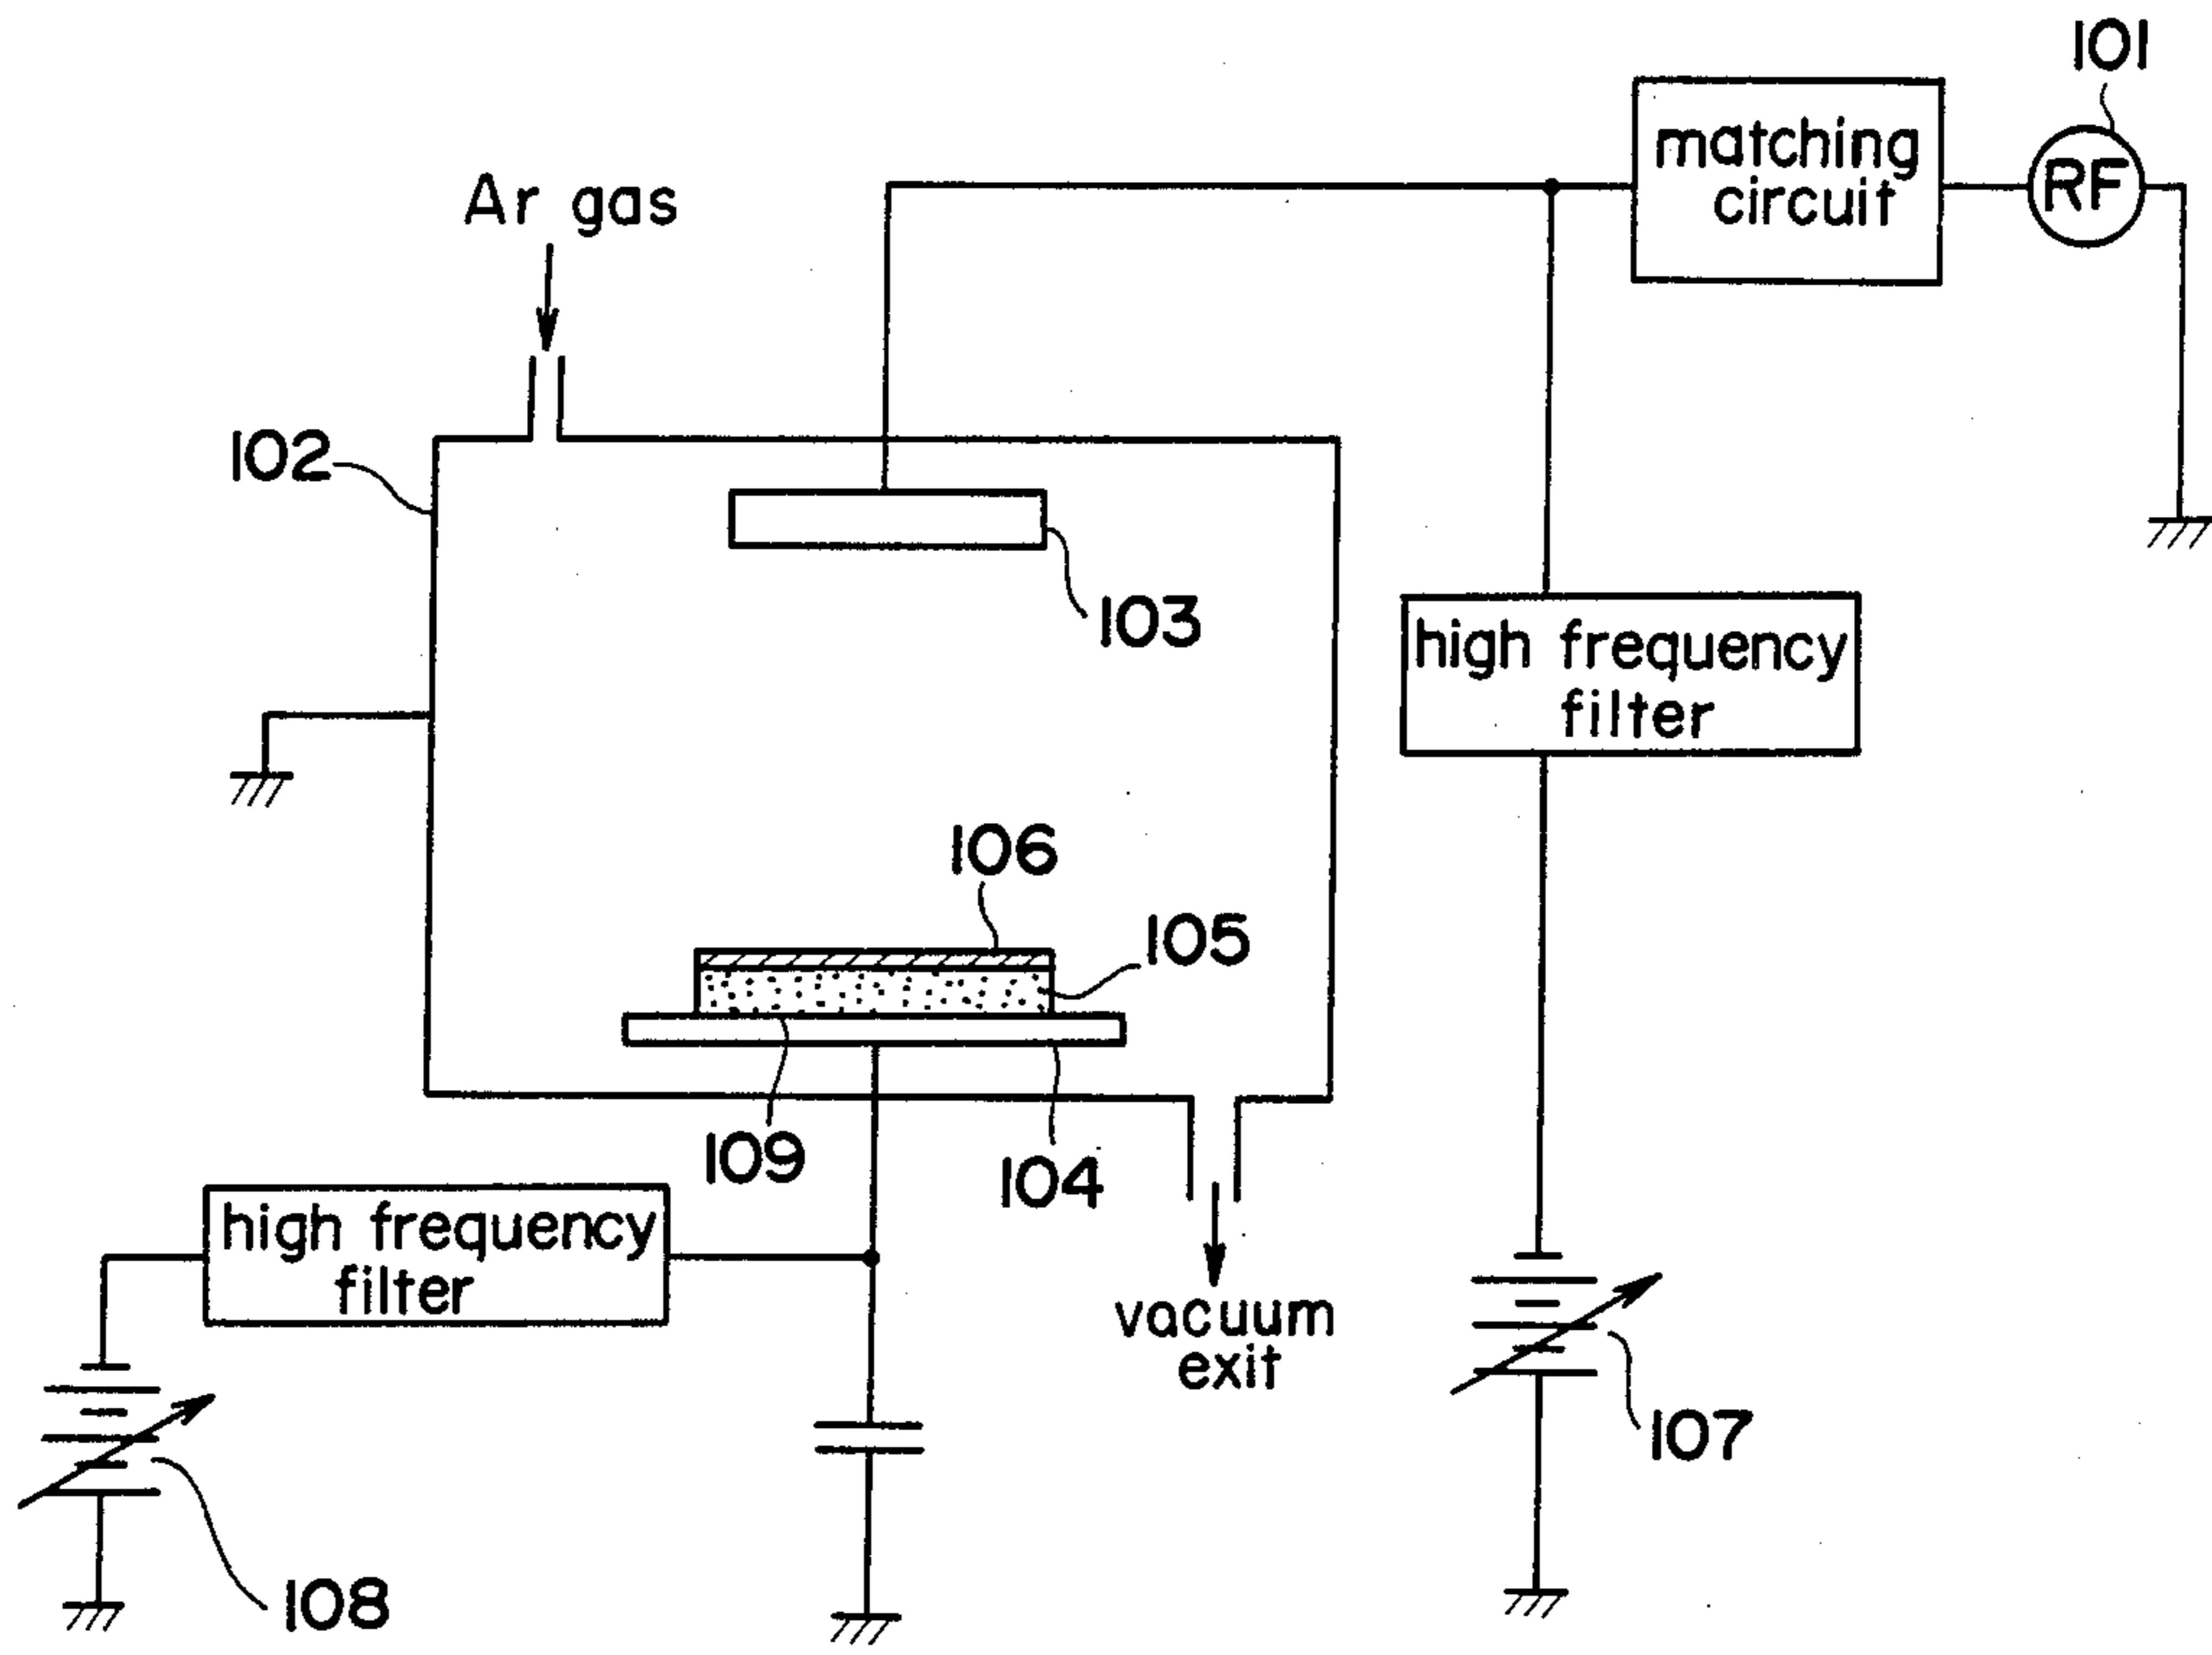 101
matching
circuit
RF
Ar gas
102
103
high frequency
filter
106
105
109
104
high frequency
filter
vacuum
exit
107
108